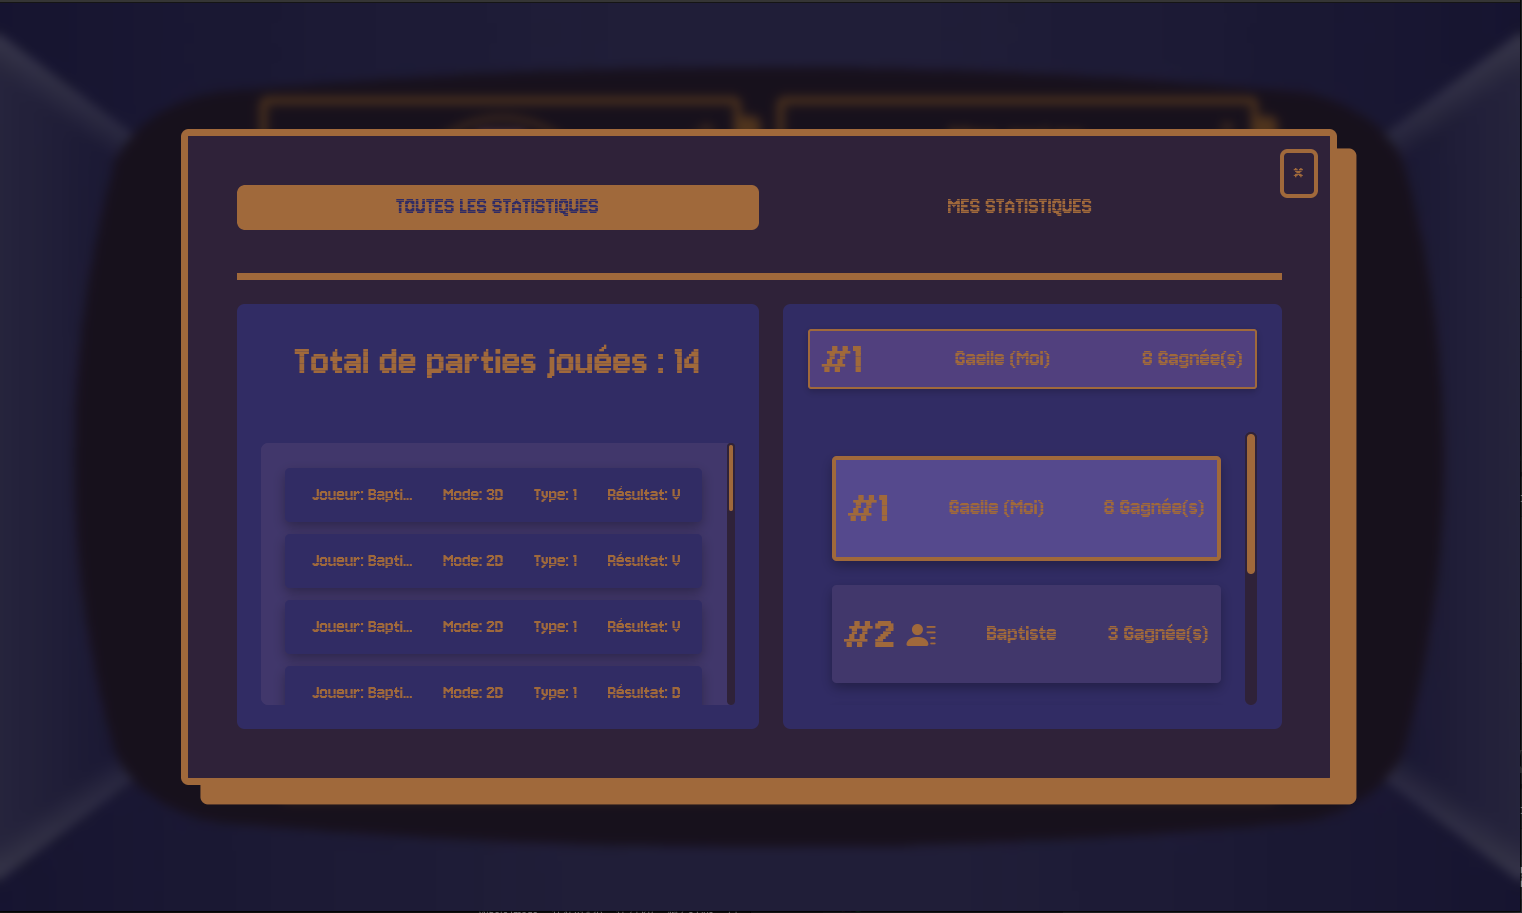 ×
TOUTES LES STATISTIQUES
MES STATISTIQUES
Total de parties jouées : 14
Joueur: Bapti... Mode: 3D Type: 1 Résultat: V
Joueur: Bapti... Mode: 2D Type: 1 Résultat: V
Joueur: Bapti... Mode: 2D Type: 1 Résultat: V
Joueur: Bapti... Mode: 2D Type: 1 Résultat: D
#1 Gaelle (Moi) 8 Gagnée(s)
#1 Gaelle (Moi) 8 Gagnée(s)
#2 Baptiste 3 Gagnée(s)